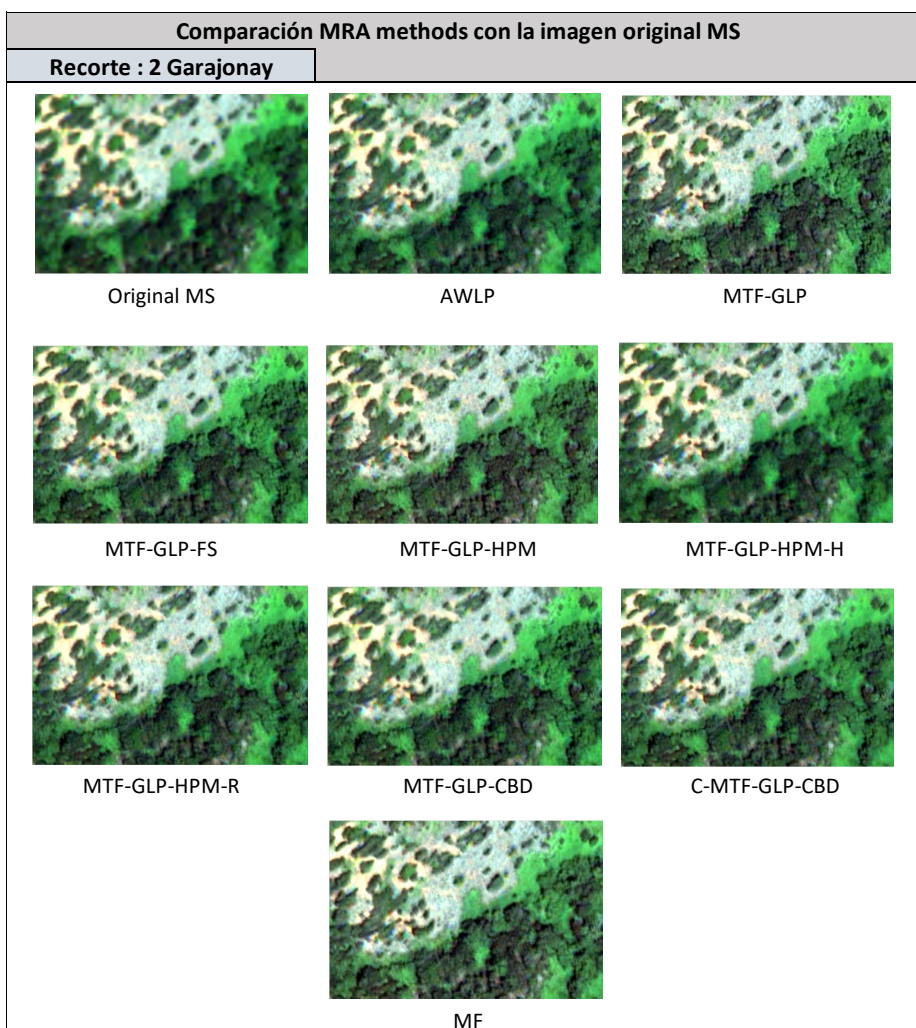 Comparación MRA methods con la imagen original MS
Recorte : 2 Garajonay
Original MS
AWLP
MTF-GLP
MTF-GLP-FS
MTF-GLP-HPM
MTF-GLP-HPM-H
MTF-GLP-HPM-R
MTF-GLP-CBD
C-MTF-GLP-CBD
MF